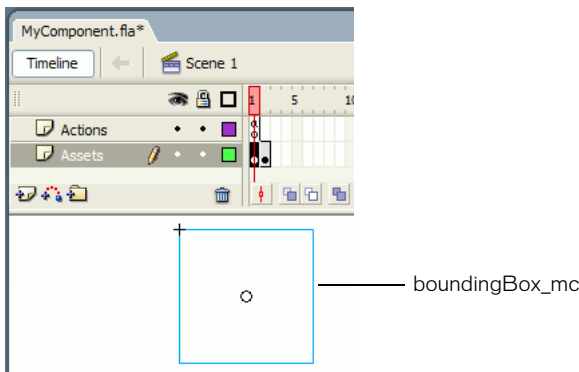 MyComponent.fla*
Timeline
Scene 1
1 5 10
Actions
Assets
boundingBox_mc